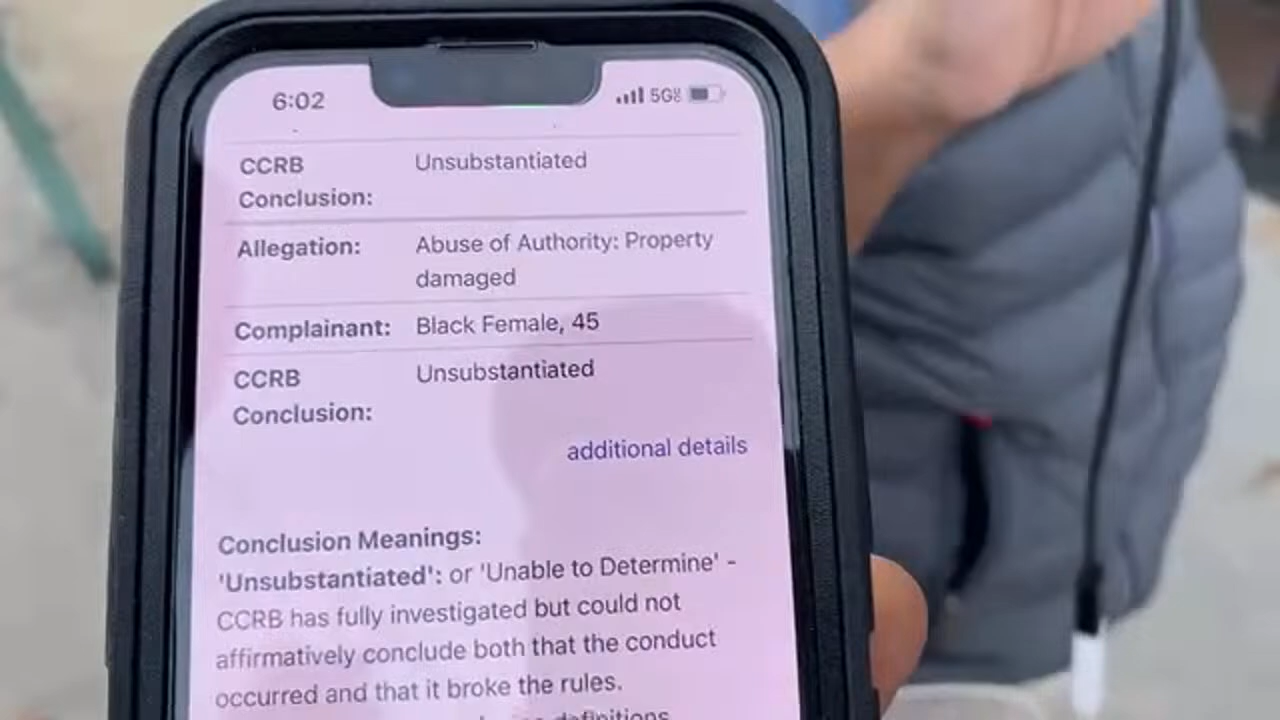 6:02 5G
CCRB Unsubstantiated
Conclusion:
Allegation: Abuse of Authority: Property
damaged
Complainant: Black Female, 45
CCRB Unsubstantiated
Conclusion:
additional details
Conclusion Meanings:
'Unsubstantiated': or 'Unable to Determine' -
CCRB has fully investigated but could not
affirmatively conclude both that the conduct
occurred and that it broke the rules.
definitions